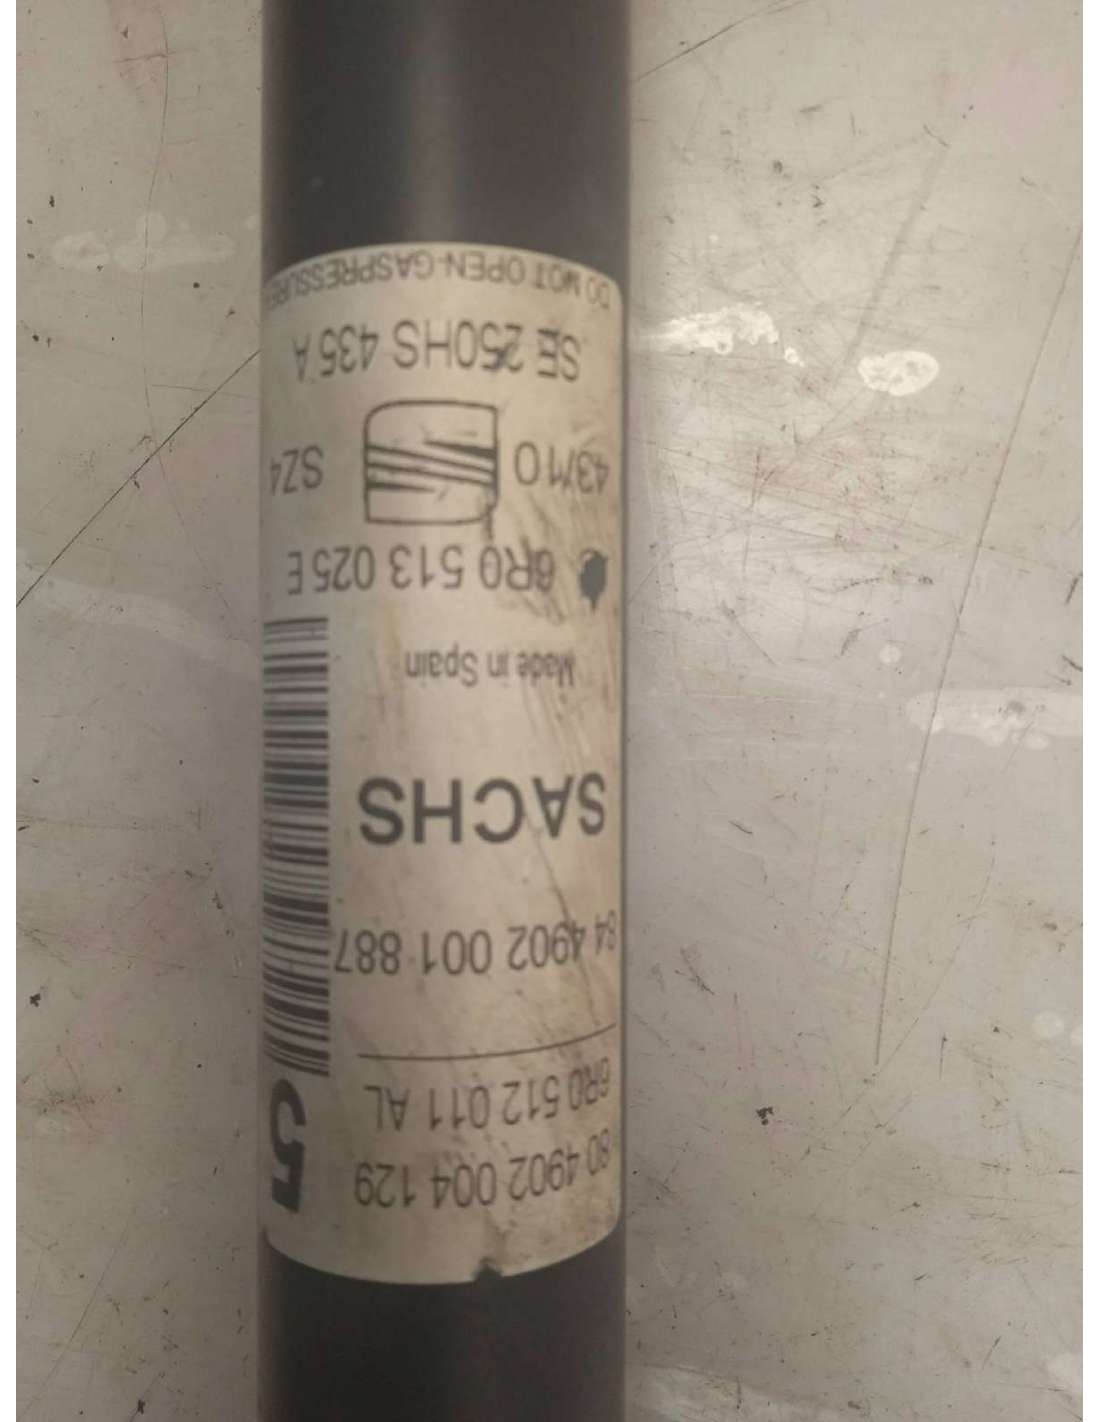 80 4902 004 129
6R0 512 011 AL
5
84 4902 001 887
SACHS
Made in Spain
6R0 513 025 E
43/10 SZ4
SE 250HS 435 A
DO NOT OPEN-GASPRESSURE